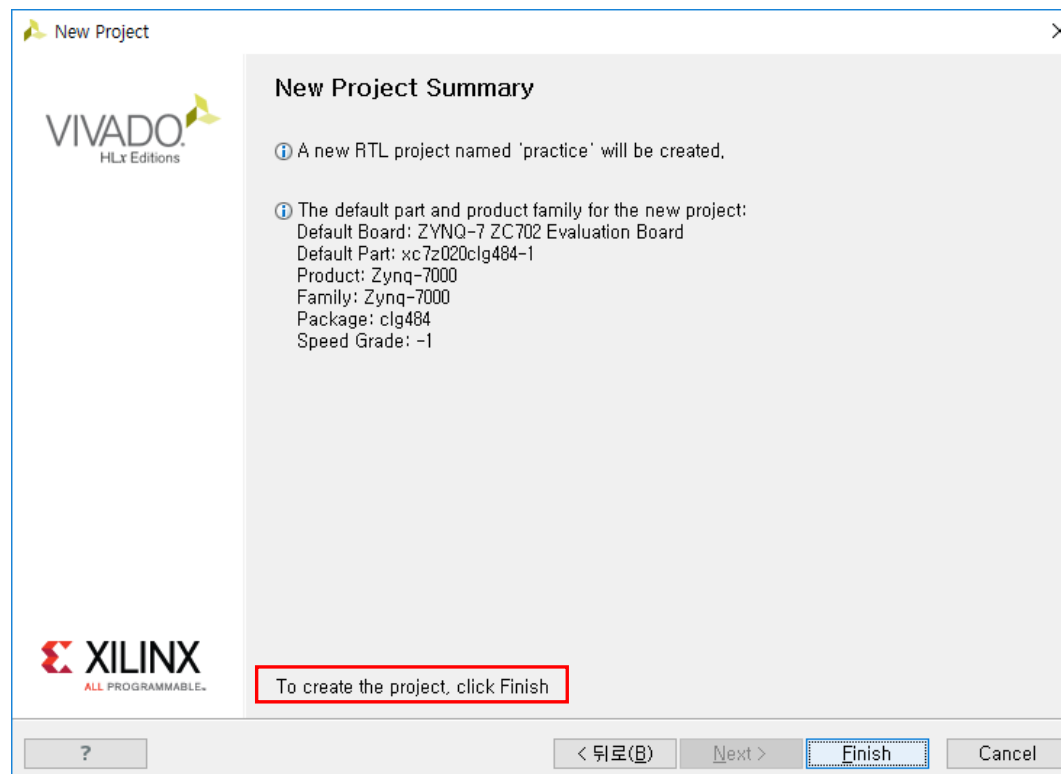 New Project
VIVADO.
HLx Editions
New Project Summary
A new RTL project named 'practice' will be created.
The default part and product family for the new project:
Default Board: ZYNQ-7 ZC702 Evaluation Board
Default Part: xc7z020clg484-1
Product: Zynq-7000
Family: Zynq-7000
Package: clg484
Speed Grade: -1
XILINX
ALL PROGRAMMABLE.
To create the project, click Finish
?
< 뒤로(B)
Next >
Finish
Cancel